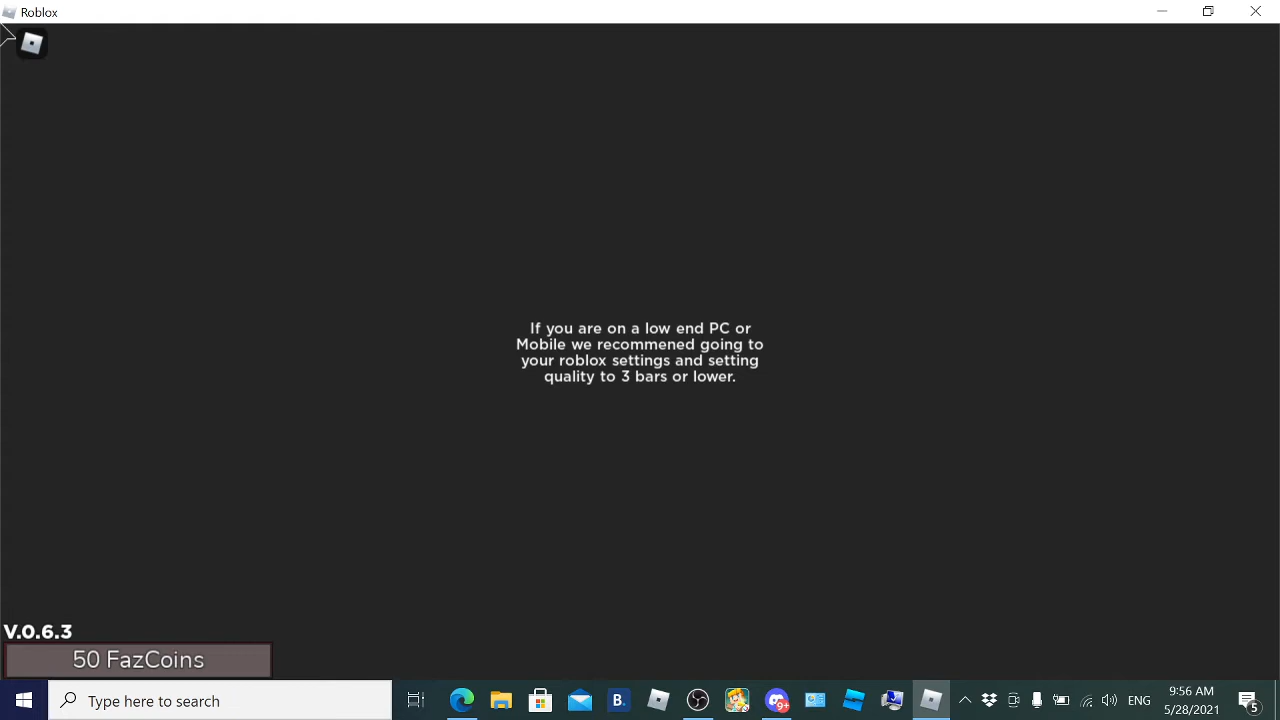 Roblox
If you are on a low end PC or
Mobile we recommened going to
your roblox settings and setting
quality to 3 bars or lower.
V.0.6.3
50 FazCoins
Type here to search
B.
9+
ENG
9:56 AM
5/28/2021
5